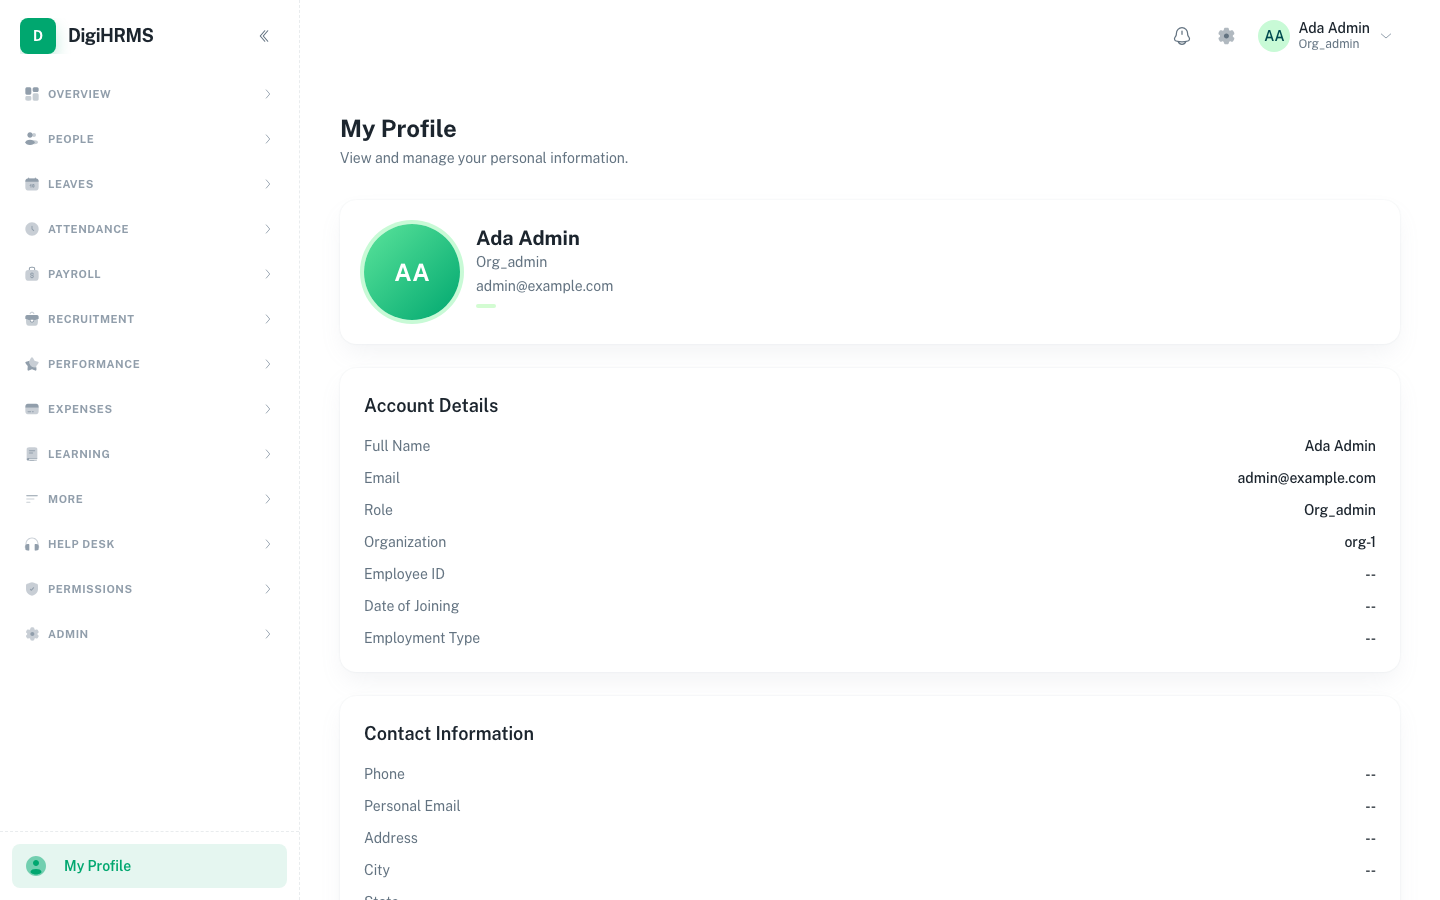 D DigiHRMS
OVERVIEW
PEOPLE
LEAVES
ATTENDANCE
PAYROLL
RECRUITMENT
PERFORMANCE
EXPENSES
LEARNING
MORE
HELP DESK
PERMISSIONS
ADMIN
My Profile
AA Ada Admin
Org_admin
My Profile
View and manage your personal information.
AA
Ada Admin
Org_admin
admin@example.com
Account Details
Full Name Ada Admin
Email admin@example.com
Role Org_admin
Organization org-1
Employee ID --
Date of Joining --
Employment Type --
Contact Information
Phone --
Personal Email --
Address --
City --
State